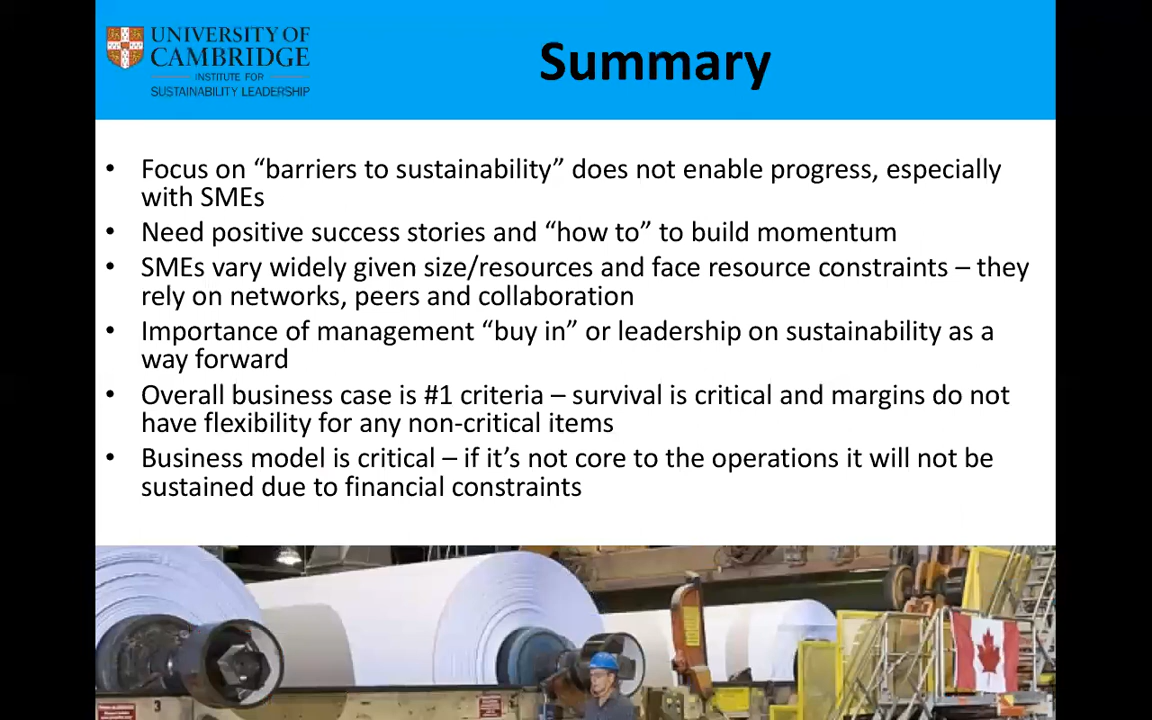 UNIVERSITY OF
CAMBRIDGE
INSTITUTE FOR
SUSTAINABILITY LEADERSHIP
Summary
• Focus on “barriers to sustainability” does not enable progress, especially
with SMEs
• Need positive success stories and “how to” to build momentum
• SMEs vary widely given size/resources and face resource constraints – they
rely on networks, peers and collaboration
• Importance of management “buy in” or leadership on sustainability as a
way forward
• Overall business case is #1 criteria – survival is critical and margins do not
have flexibility for any non-critical items
• Business model is critical – if it’s not core to the operations it will not be
sustained due to financial constraints
3